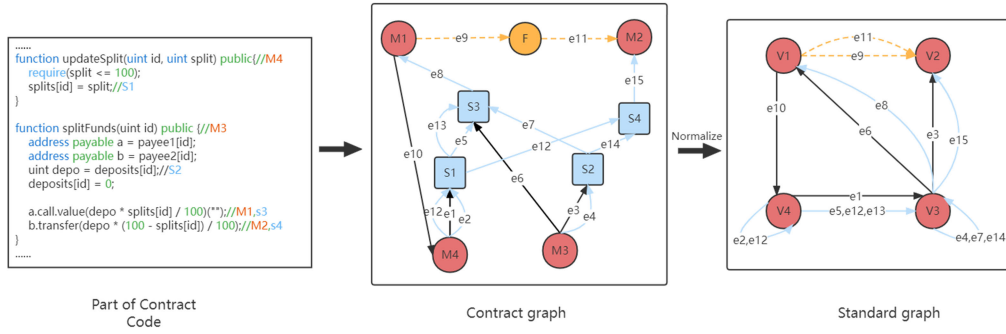 ......
function updateSplit(uint id, uint split) public{//M4
require(split <= 100);
splits[id] = split;//S1
}
function splitFunds(uint id) public {//M3
address payable a = payee1[id];
address payable b = payee2[id];
uint depo = deposits[id];//S2
deposits[id] = 0;
a.call.value(depo * splits[id] / 100)("");//M1,s3
b.transfer(depo * (100 - splits[id]) / 100);//M2,s4
}
......
Part of Contract
Code
M1
e9
F
e11
M2
e8
e15
S3
S4
e13
e5
e7
e12
e14
e10
S1
S2
e6
e12
e1
e2
e3
e4
M4
M3
Contract graph
Normalize
e11
V1
e9
V2
e10
e8
e6
e3
e15
e1
V4
e5,e12,e13
V3
e2,e12
e4,e7,e14
Standard graph